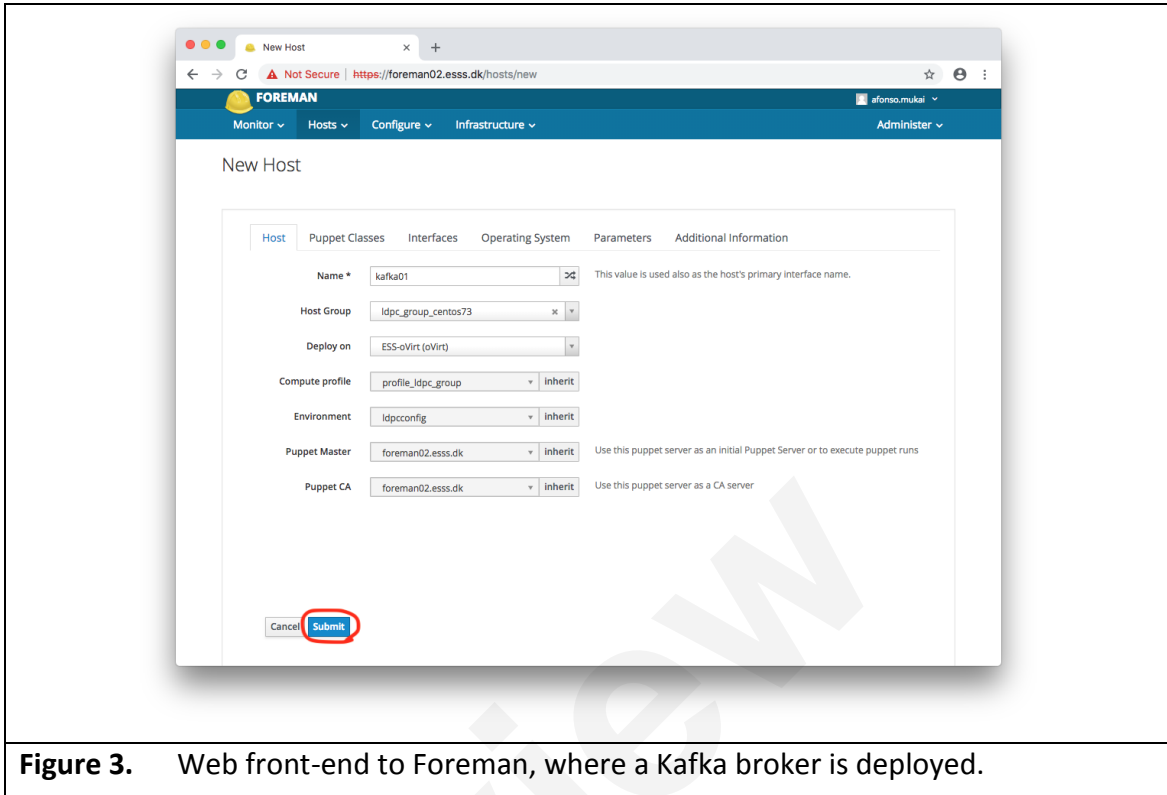 New Host
Not Secure | https://foreman02.esss.dk/hosts/new
FOREMAN afonso.mukai
Monitor Hosts Configure Infrastructure Administer
New Host
Host Puppet Classes Interfaces Operating System Parameters Additional Information
Name * kafka01 This value is used also as the host's primary interface name.
Host Group ldpc_group_centos73
Deploy on ESS-oVirt (oVirt)
Compute profile profile_ldpc_group inherit
Environment ldpcconfig inherit
Puppet Master foreman02.esss.dk inherit Use this puppet server as an initial Puppet Server or to execute puppet runs
Puppet CA foreman02.esss.dk inherit Use this puppet server as a CA server
Cancel Submit
Figure 3. Web front-end to Foreman, where a Kafka broker is deployed.